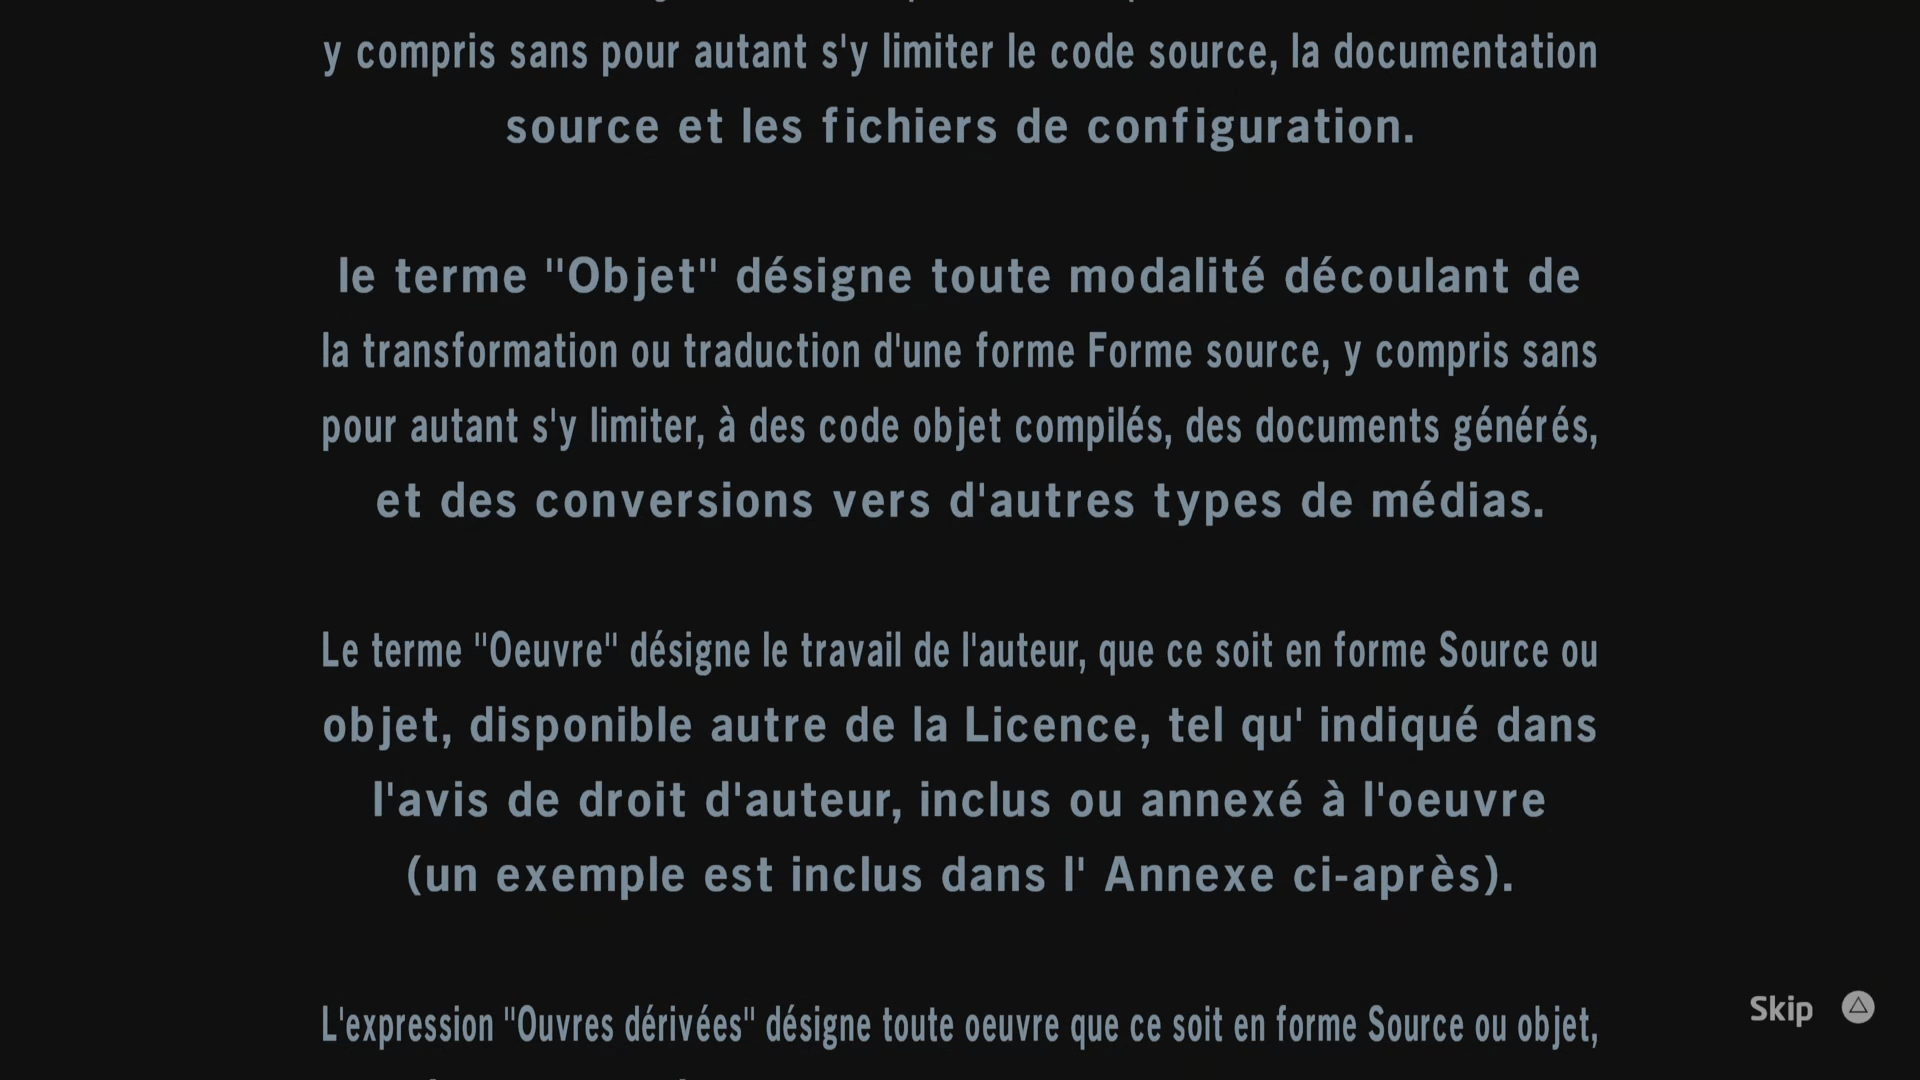 y compris sans pour autant s'y limiter le code source, la documentation
source et les fichiers de configuration.
le terme "Objet" désigne toute modalité découlant de
la transformation ou traduction d'une forme Forme source, y compris sans
pour autant s'y limiter, à des code objet compilés, des documents générés,
et des conversions vers d'autres types de médias.
Le terme "Oeuvre" désigne le travail de l'auteur, que ce soit en forme Source ou
objet, disponible autre de la Licence, tel qu' indiqué dans
l'avis de droit d'auteur, inclus ou annexé à l'oeuvre
(un exemple est inclus dans l' Annexe ci-après).
L'expression "Ouvres dérivées" désigne toute oeuvre que ce soit en forme Source ou objet,
Skip